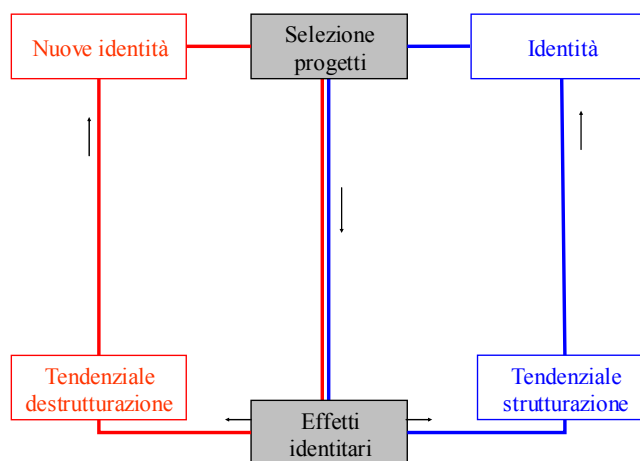 Nuove identità
Selezione
progetti
Identità
Tendenziale
destrutturazione
Effetti
identitari
Tendenziale
strutturazione